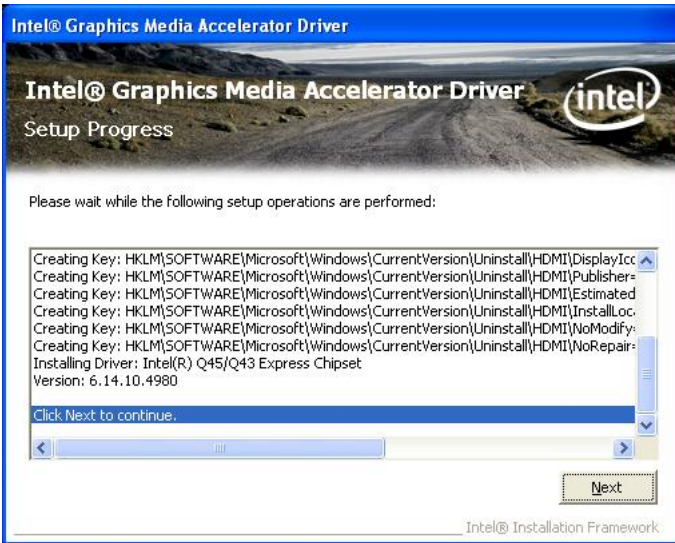 Intel® Graphics Media Accelerator Driver
Intel® Graphics Media Accelerator Driver
intel
Setup Progress
Please wait while the following setup operations are performed:
Creating Key: HKLM\SOFTWARE\Microsoft\Windows\CurrentVersion\Uninstall\HDMI\DisplayIcc
Creating Key: HKLM\SOFTWARE\Microsoft\Windows\CurrentVersion\Uninstall\HDMI\Publisher=
Creating Key: HKLM\SOFTWARE\Microsoft\Windows\CurrentVersion\Uninstall\HDMI\Estimated
Creating Key: HKLM\SOFTWARE\Microsoft\Windows\CurrentVersion\Uninstall\HDMI\InstallLoc
Creating Key: HKLM\SOFTWARE\Microsoft\Windows\CurrentVersion\Uninstall\HDMI\NoModify=
Creating Key: HKLM\SOFTWARE\Microsoft\Windows\CurrentVersion\Uninstall\HDMI\NoRepair=
Installing Driver: Intel(R) Q45/Q43 Express Chipset
Version: 6.14.10.4980
Click Next to continue.
Next
Intel® Installation Framework